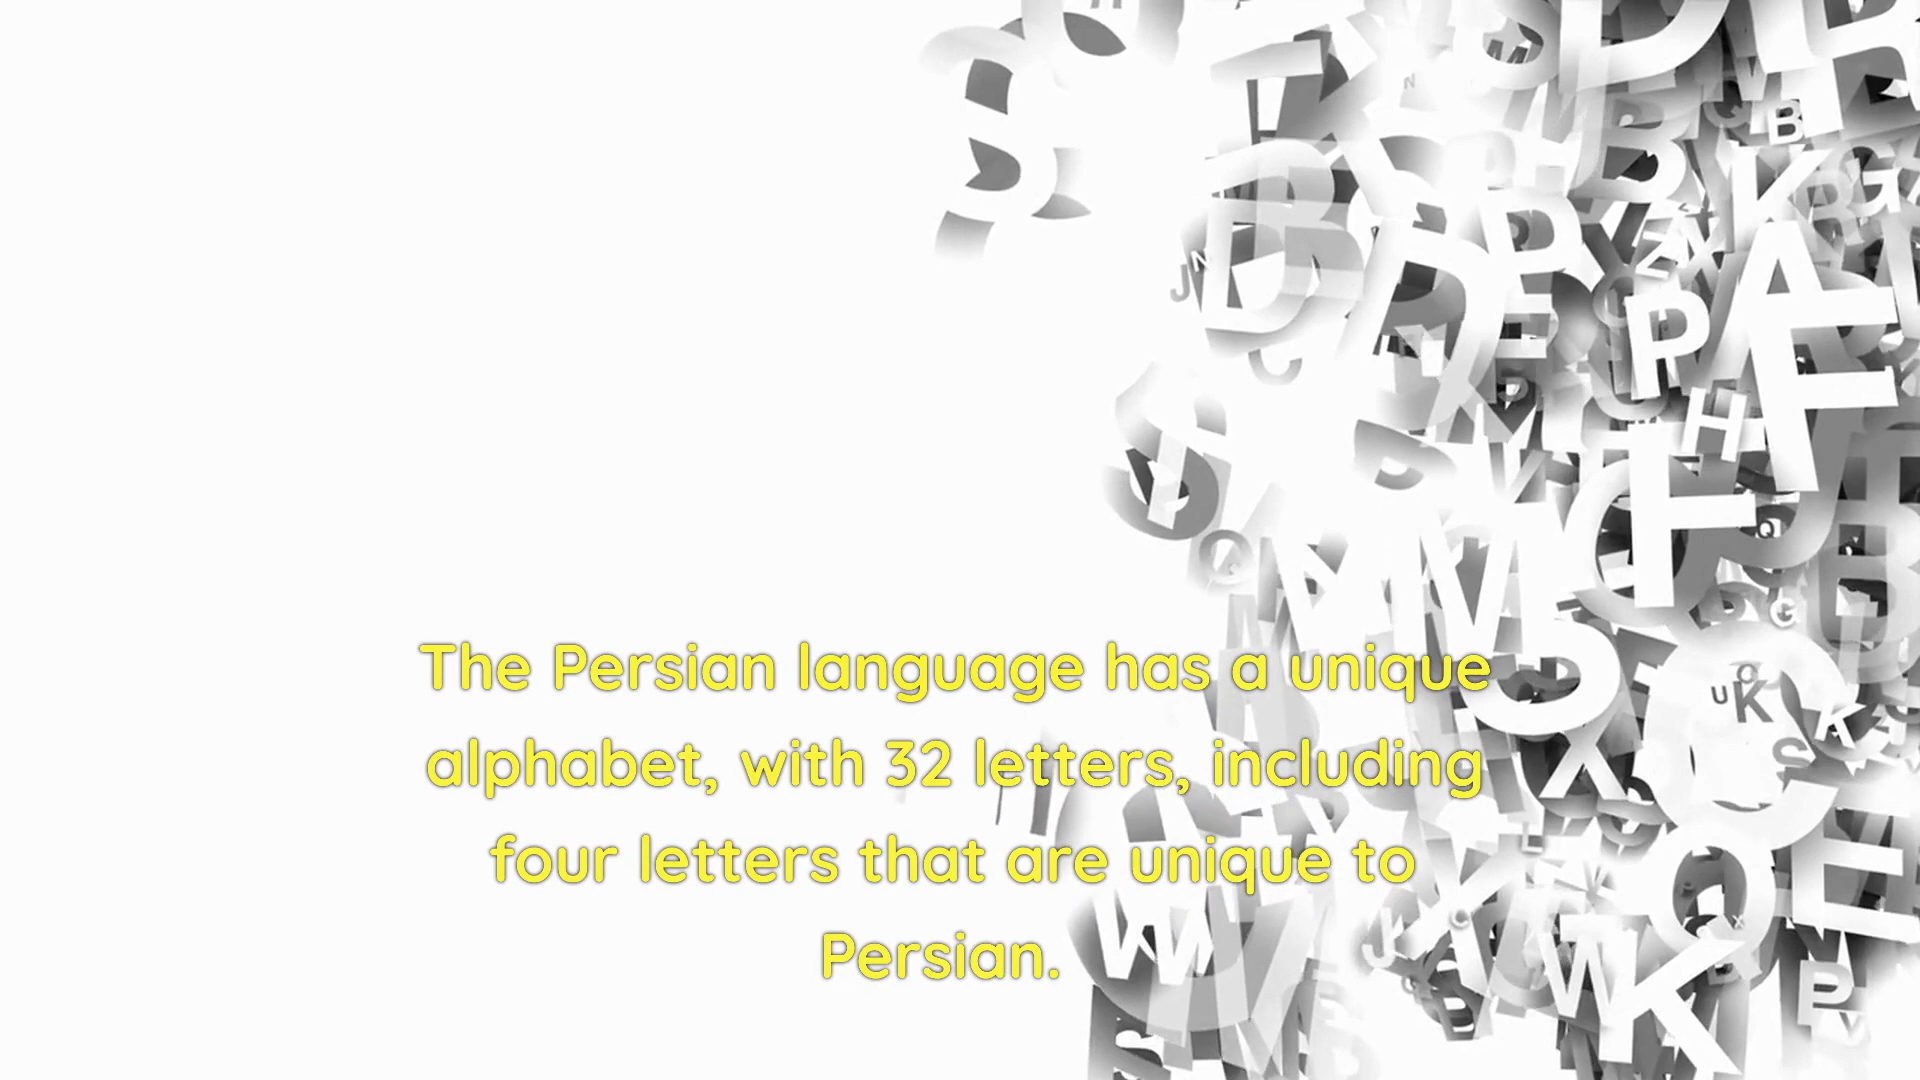 The Persian language has a unique
alphabet, with 32 letters, including
four letters that are unique to
Persian.